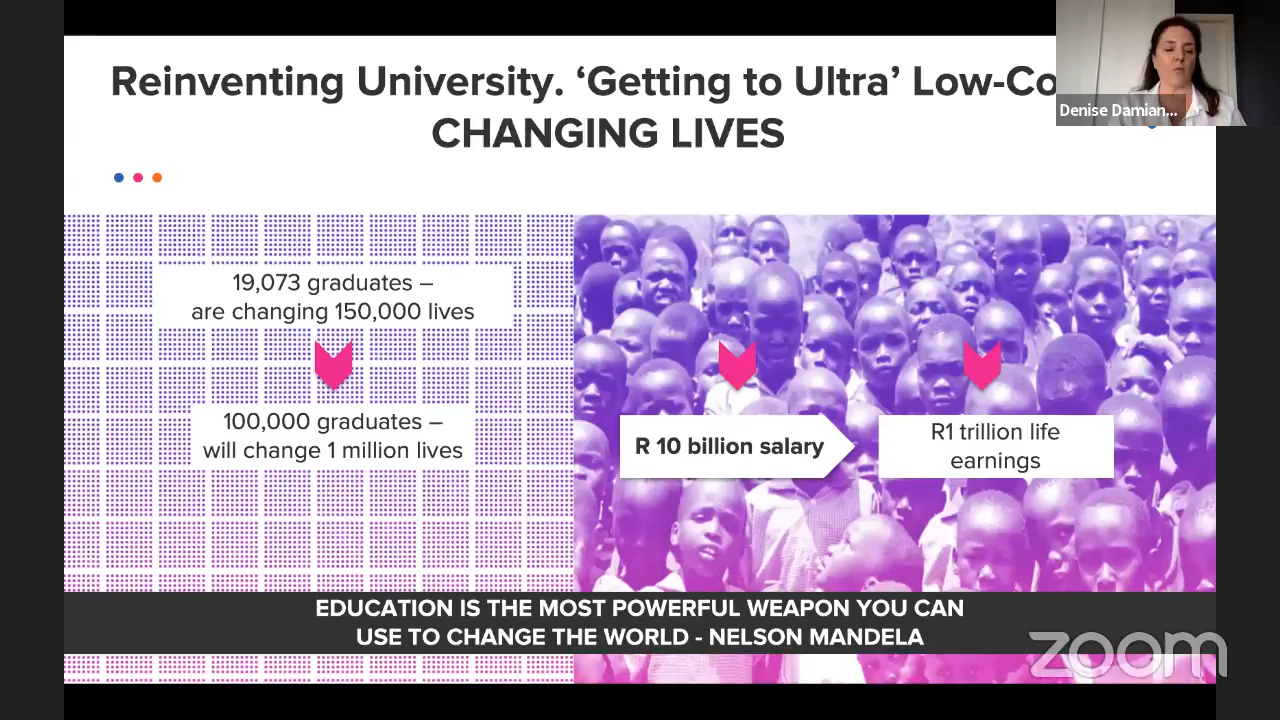 Reinventing University. ‘Getting to Ultra’ Low-Co
CHANGING LIVES
Denise Damian...
19,073 graduates –
are changing 150,000 lives
100,000 graduates –
will change 1 million lives
R 10 billion salary
R1 trillion life
earnings
EDUCATION IS THE MOST POWERFUL WEAPON YOU CAN
USE TO CHANGE THE WORLD - NELSON MANDELA
zoom